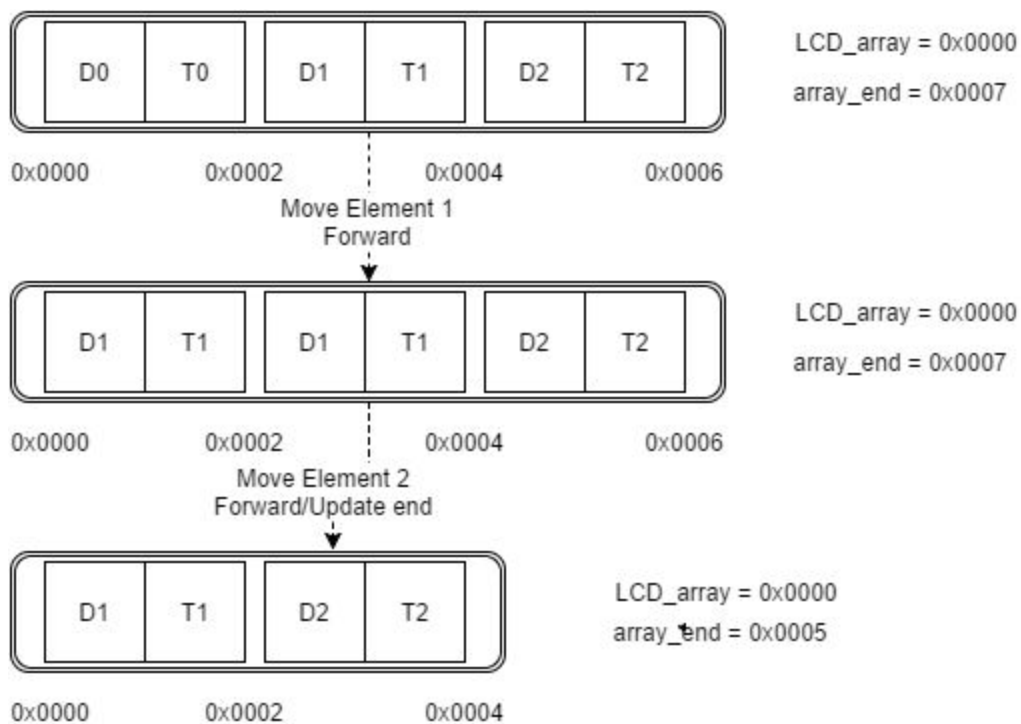 D0 T0 D1 T1 D2 T2
LCD_array = 0x0000
array_end = 0x0007
0x0000 0x0002 0x0004 0x0006
Move Element 1
Forward
D1 T1 D1 T1 D2 T2
LCD_array = 0x0000
array_end = 0x0007
0x0000 0x0002 0x0004 0x0006
Move Element 2
Forward/Update end
D1 T1 D2 T2
LCD_array = 0x0000
array_end = 0x0005
0x0000 0x0002 0x0004